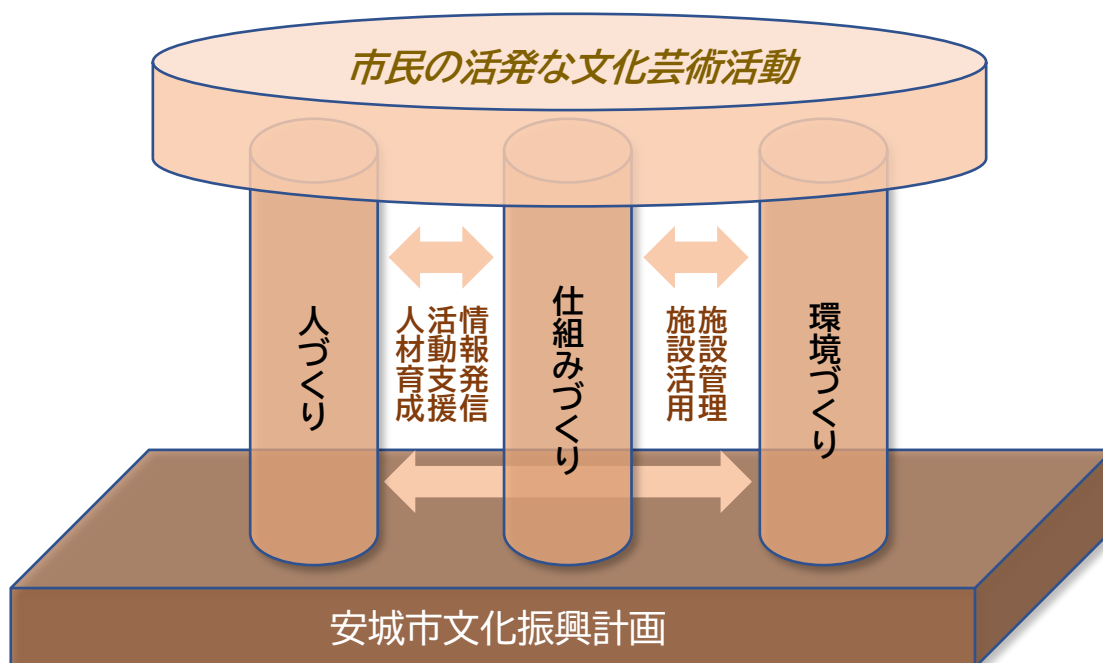 市民の活発な文化芸術活動
人づくり
情報発信
活動支援
人材育成
仕組みづくり
施設管理
施設活用
環境づくり
安城市文化振興計画